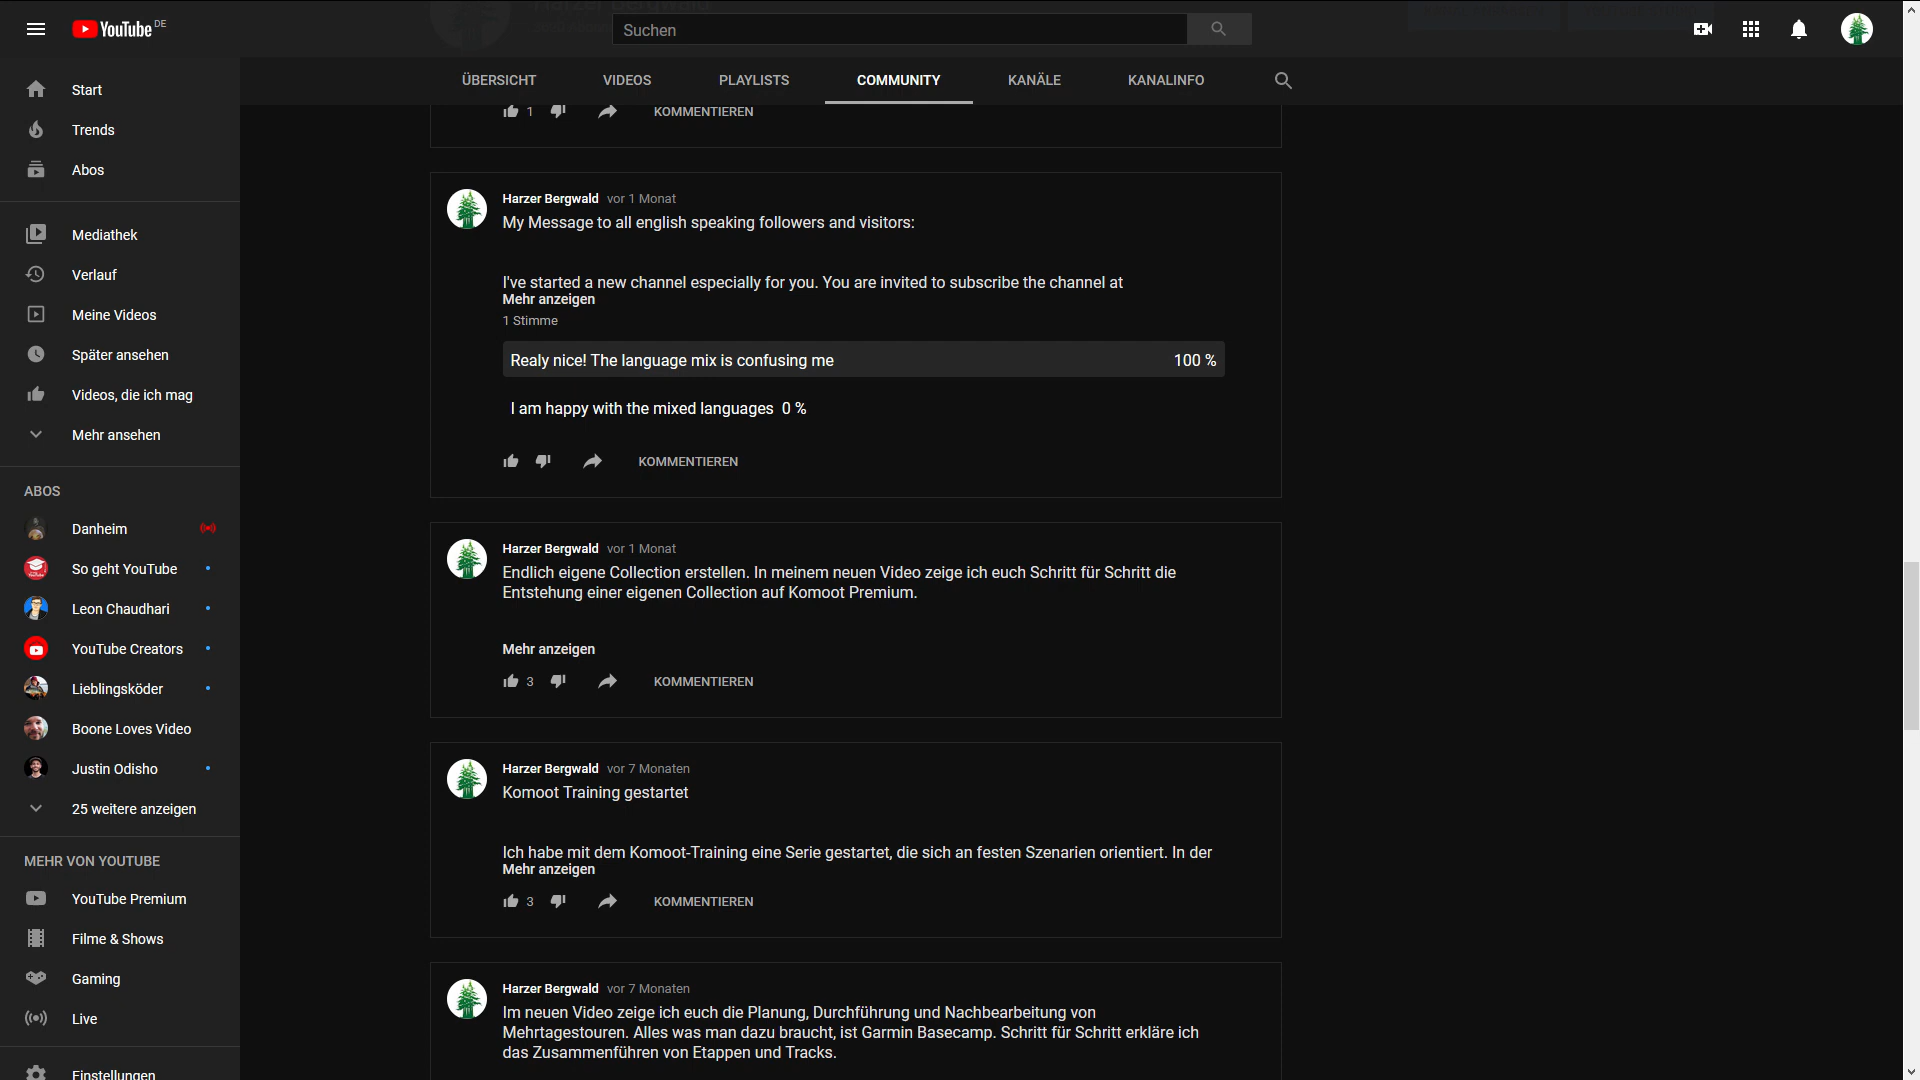 YouTube DE
Suchen
ÜBERSICHT
VIDEOS
PLAYLISTS
COMMUNITY
KANÄLE
KANALINFO
Start
Trends
Abos
Mediathek
Verlauf
Meine Videos
Später ansehen
Videos, die ich mag
Mehr ansehen
ABOS
Danheim
So geht YouTube
Leon Chaudhari
YouTube Creators
Lieblingsköder
Boone Loves Video
Justin Odisho
25 weitere anzeigen
MEHR VON YOUTUBE
YouTube Premium
Filme & Shows
Gaming
Live
Einstellungen
1 KOMMENTIEREN
Harzer Bergwald vor 1 Monat
My Message to all english speaking followers and visitors:
I've started a new channel especially for you. You are invited to subscribe the channel at
Mehr anzeigen
1 Stimme
Realy nice! The language mix is confusing me 100 %
I am happy with the mixed languages 0 %
KOMMENTIEREN
Harzer Bergwald vor 1 Monat
Endlich eigene Collection erstellen. In meinem neuen Video zeige ich euch Schritt für Schritt die
Entstehung einer eigenen Collection auf Komoot Premium.
Mehr anzeigen
3 KOMMENTIEREN
Harzer Bergwald vor 7 Monaten
Komoot Training gestartet
Ich habe mit dem Komoot-Training eine Serie gestartet, die sich an festen Szenarien orientiert. In der
Mehr anzeigen
3 KOMMENTIEREN
Harzer Bergwald vor 7 Monaten
Im neuen Video zeige ich euch die Planung, Durchführung und Nachbearbeitung von
Mehrtagestouren. Alles was man dazu braucht, ist Garmin Basecamp. Schritt für Schritt erkläre ich
das Zusammenführen von Etappen und Tracks.